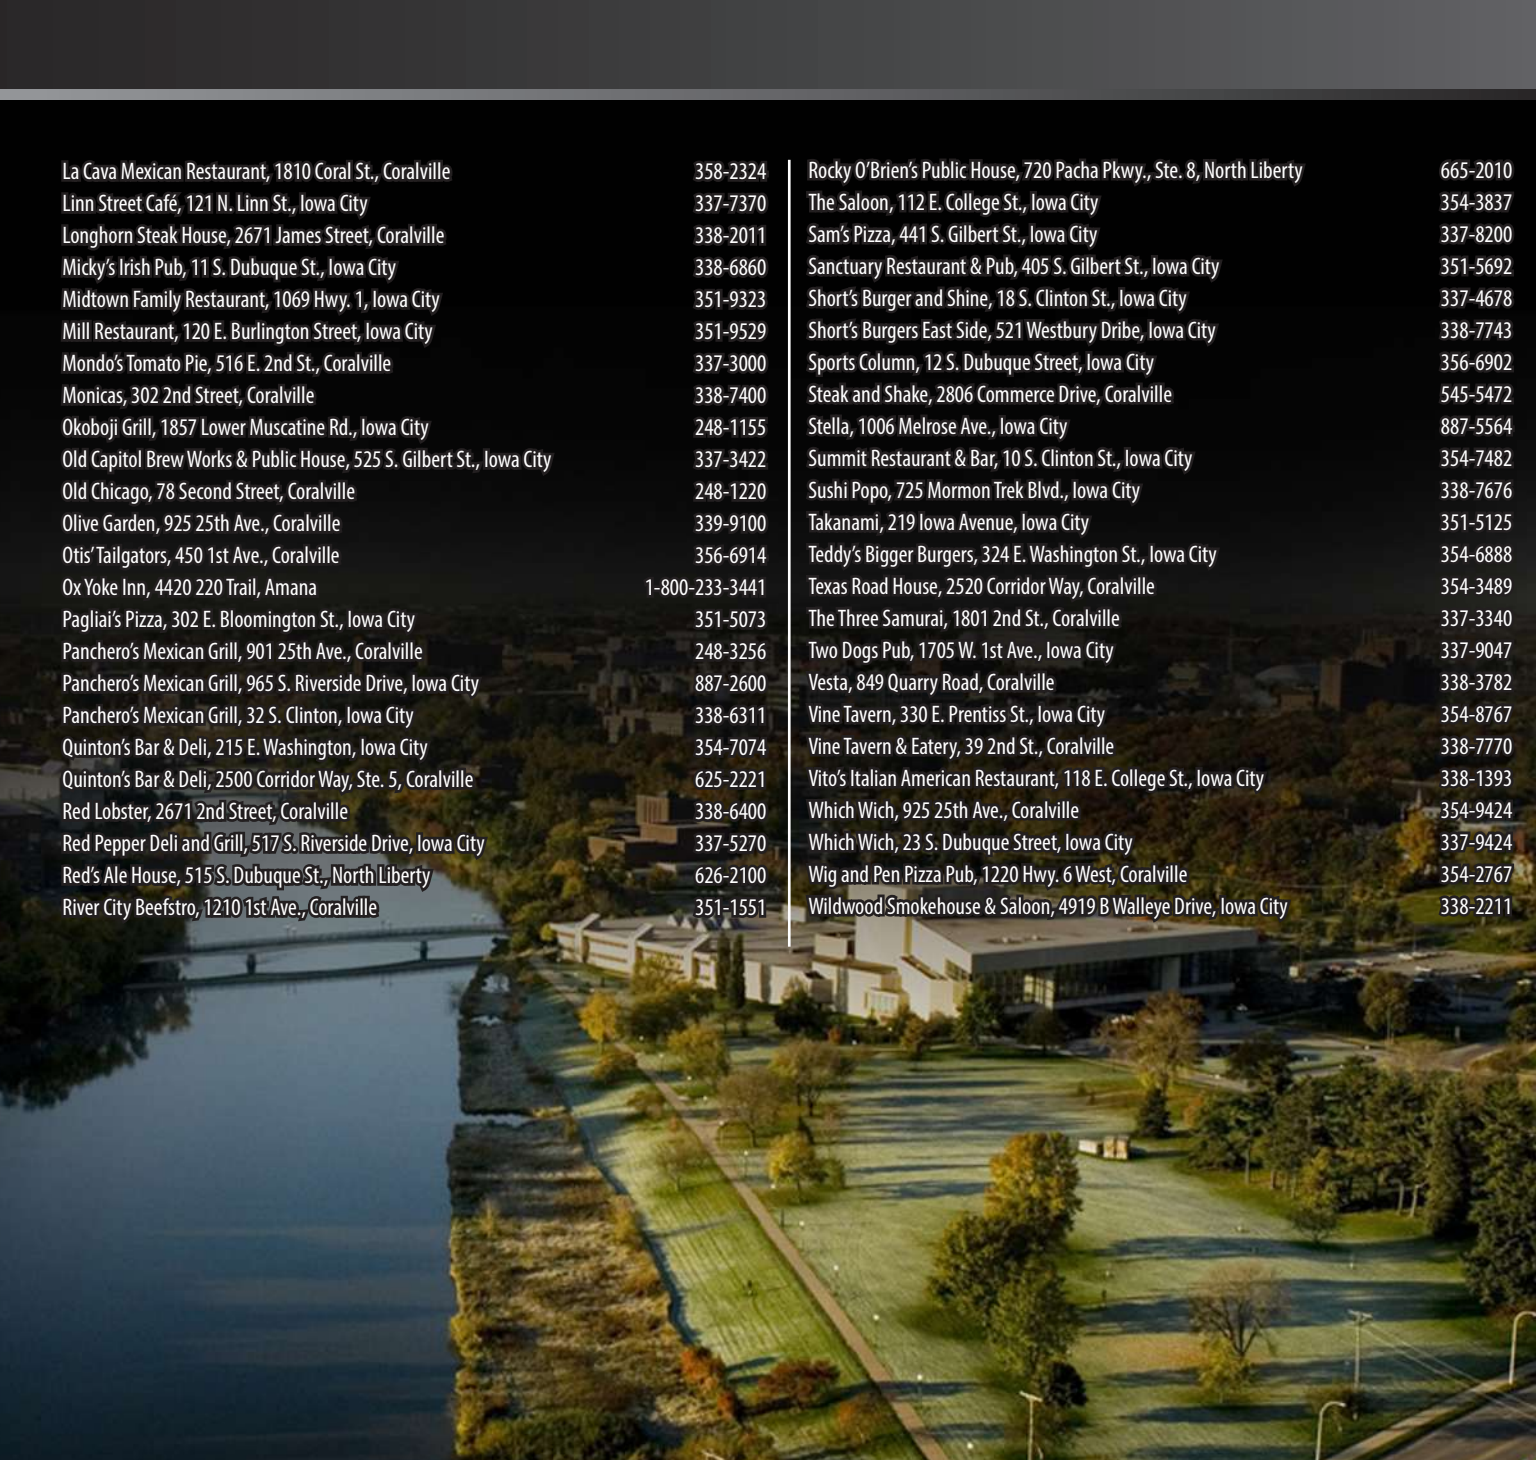 La Cava Mexican Restaurant, 1810 Coral St., Coralville 358-2324
Linn Street Café, 121 N. Linn St., Iowa City 337-7370
Longhorn Steak House, 2671 James Street, Coralville 338-2011
Micky's Irish Pub, 11 S. Dubuque St., Iowa City 338-6860
Midtown Family Restaurant, 1069 Hwy. 1, Iowa City 351-9323
Mill Restaurant, 120 E. Burlington Street, Iowa City 351-9529
Mondo's Tomato Pie, 516 E. 2nd St., Coralville 337-3000
Monicas, 302 2nd Street, Coralville 338-7400
Okoboji Grill, 1857 Lower Muscatine Rd., Iowa City 248-1155
Old Capitol Brew Works & Public House, 525 S. Gilbert St., Iowa City 337-3422
Old Chicago, 78 Second Street, Coralville 248-1220
Olive Garden, 925 25th Ave., Coralville 339-9100
Otis' Tailgators, 450 1st Ave., Coralville 356-6914
Ox Yoke Inn, 4420 220 Trail, Amana 1-800-233-3441
Pagliai's Pizza, 302 E. Bloomington St., Iowa City 351-5073
Panchero's Mexican Grill, 901 25th Ave., Coralville 248-3256
Panchero's Mexican Grill, 965 S. Riverside Drive, Iowa City 887-2600
Panchero's Mexican Grill, 32 S. Clinton, Iowa City 338-6311
Quinton's Bar & Deli, 215 E. Washington, Iowa City 354-7074
Quinton's Bar & Deli, 2500 Corridor Way, Ste. 5, Coralville 625-2221
Red Lobster, 2671 2nd Street, Coralville 338-6400
Red Pepper Deli and Grill, 517 S. Riverside Drive, Iowa City 337-5270
Red's Ale House, 515 S. Dubuque St., North Liberty 626-2100
River City Beefstro, 1210 1st Ave., Coralville 351-1551
Rocky O'Brien's Public House, 720 Pacha Pkwy., Ste. 8, North Liberty 665-2010
The Saloon, 112 E. College St., Iowa City 354-3837
Sam's Pizza, 441 S. Gilbert St., Iowa City 337-8200
Sanctuary Restaurant & Pub, 405 S. Gilbert St., Iowa City 351-5692
Short's Burger and Shine, 18 S. Clinton St., Iowa City 337-4678
Short's Burgers East Side, 521 Westbury Dribe, Iowa City 338-7743
Sports Column, 12 S. Dubuque Street, Iowa City 356-6902
Steak and Shake, 2806 Commerce Drive, Coralville 545-5472
Stella, 1006 Melrose Ave., Iowa City 887-5564
Summit Restaurant & Bar, 10 S. Clinton St., Iowa City 354-7482
Sushi Popo, 725 Mormon Trek Blvd., Iowa City 338-7676
Takanami, 219 Iowa Avenue, Iowa City 351-5125
Teddy's Bigger Burgers, 324 E. Washington St., Iowa City 354-6888
Texas Road House, 2520 Corridor Way, Coralville 354-3489
The Three Samurai, 1801 2nd St., Coralville 337-3340
Two Dogs Pub, 1705 W. 1st Ave., Iowa City 337-9047
Vesta, 849 Quarry Road, Coralville 338-3782
Vine Tavern, 330 E. Prentiss St., Iowa City 354-8767
Vine Tavern & Eatery, 39 2nd St., Coralville 338-7770
Vito's Italian American Restaurant, 118 E. College St., Iowa City 338-1393
Which Wich, 925 25th Ave., Coralville 354-9424
Which Wich, 23 S. Dubuque Street, Iowa City 337-9424
Wig and Pen Pizza Pub, 1220 Hwy. 6 West, Coralville 354-2767
Wildwood Smokehouse & Saloon, 4919 B Walleye Drive, Iowa City 338-2211